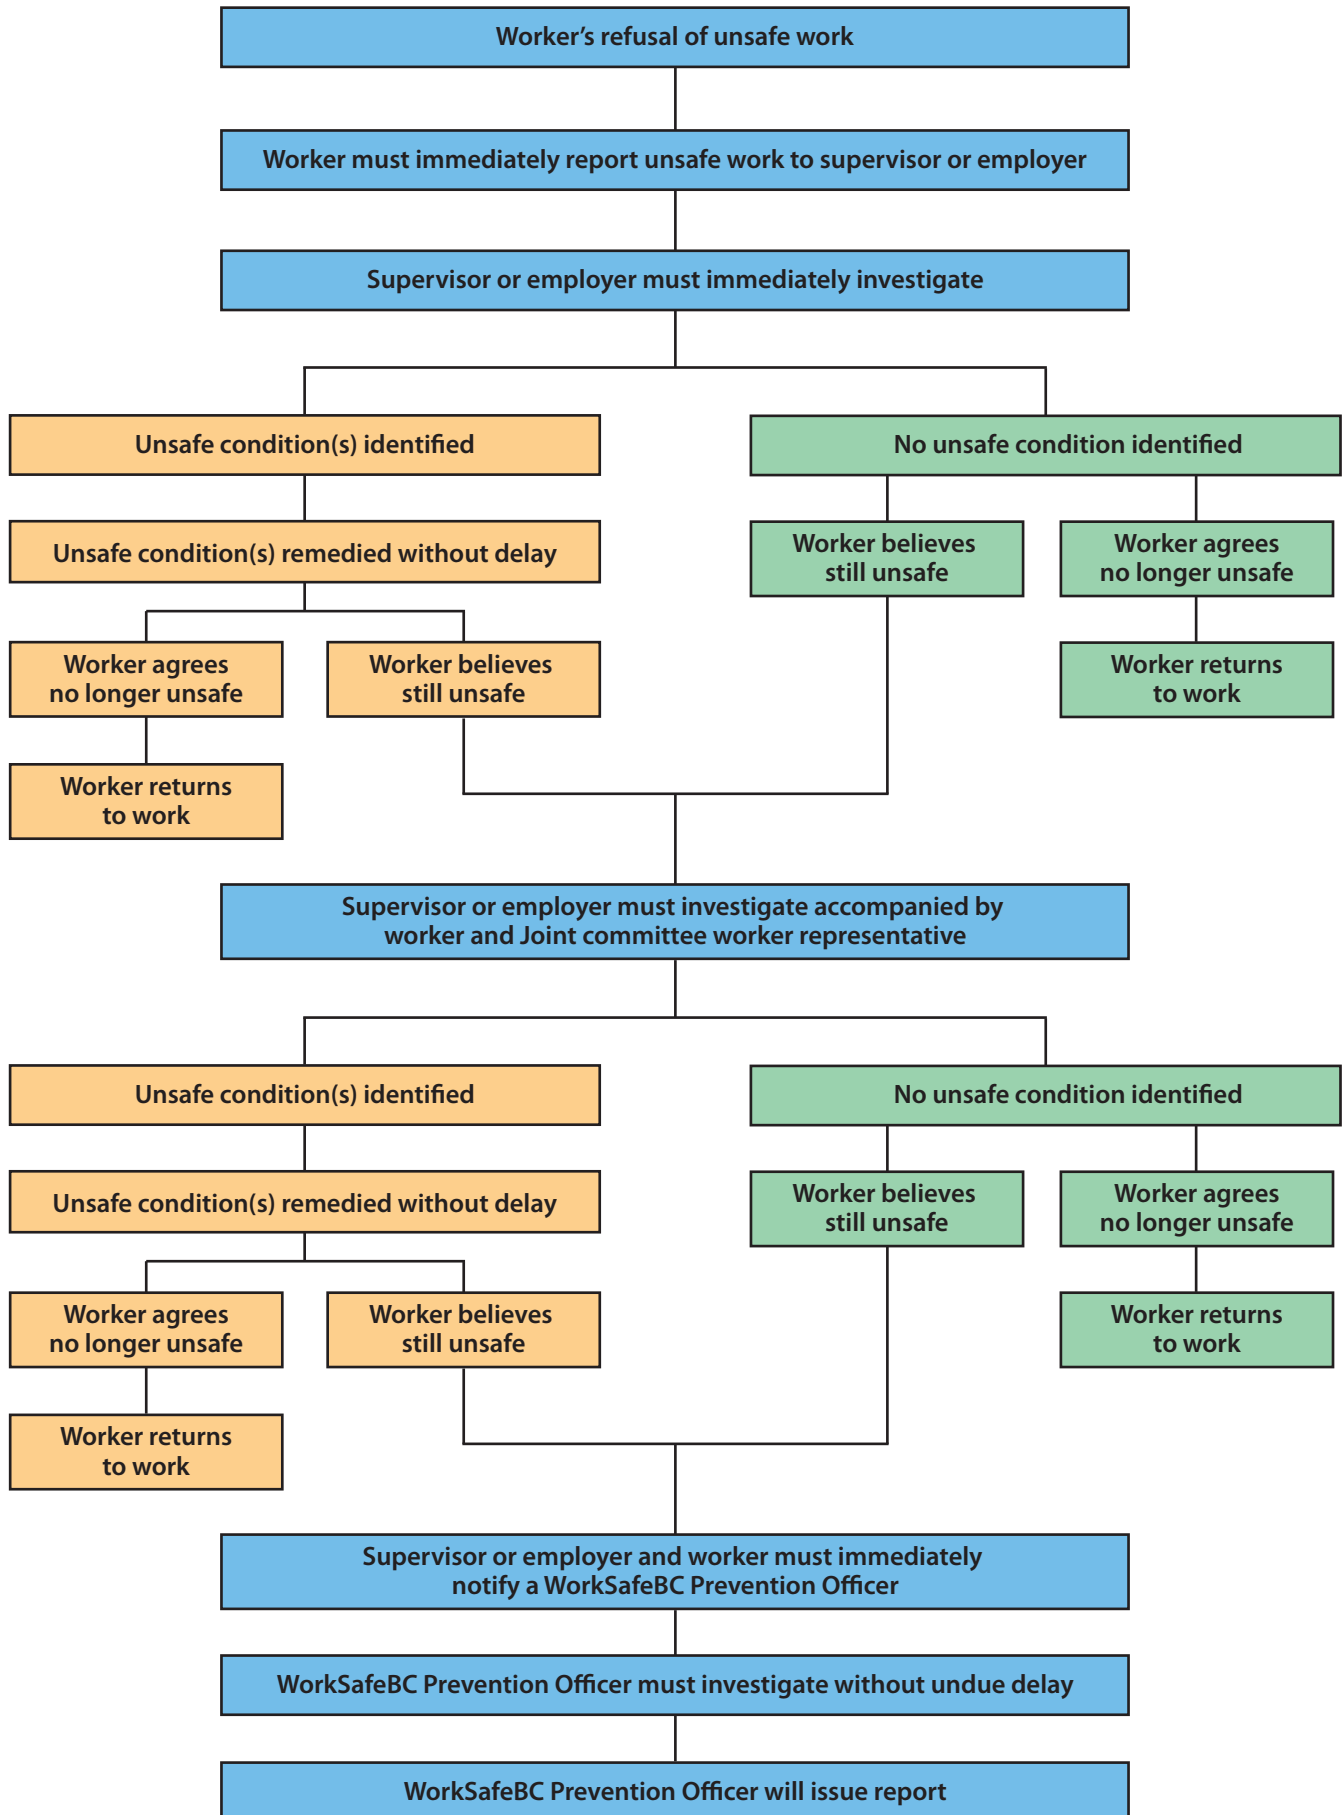 Worker’s refusal of unsafe work
Worker must immediately report unsafe work to supervisor or employer
Supervisor or employer must immediately investigate
Unsafe condition(s) identified
No unsafe condition identified
Unsafe condition(s) remedied without delay
Worker believes
still unsafe
Worker agrees
no longer unsafe
Worker agrees
no longer unsafe
Worker believes
still unsafe
Worker returns
to work
Worker returns
to work
Supervisor or employer must investigate accompanied by
worker and Joint committee worker representative
Unsafe condition(s) identified
No unsafe condition identified
Unsafe condition(s) remedied without delay
Worker believes
still unsafe
Worker agrees
no longer unsafe
Worker agrees
no longer unsafe
Worker believes
still unsafe
Worker returns
to work
Worker returns
to work
Supervisor or employer and worker must immediately
notify a WorkSafeBC Prevention Officer
WorkSafeBC Prevention Officer must investigate without undue delay
WorkSafeBC Prevention Officer will issue report